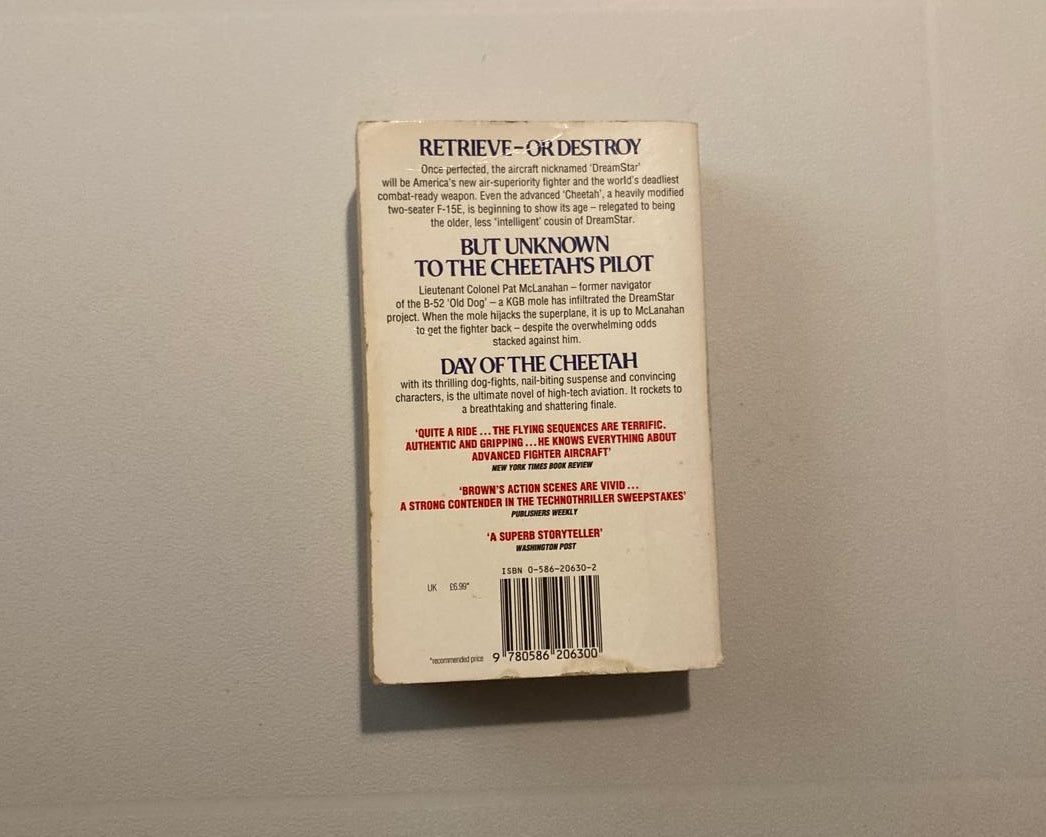 RETRIEVE – OR DESTROY
Once perfected, the aircraft nicknamed 'DreamStar'
will be America's new air-superiority fighter and the world's deadliest
combat-ready weapon. Even the advanced 'Cheetah', a heavily modified
two-seater F-15E, is beginning to show its age – relegated to being
the older, less 'intelligent' cousin of DreamStar.
BUT UNKNOWN
TO THE CHEETAH'S PILOT
Lieutenant Colonel Pat McLanahan – former navigator
of the B-52 'Old Dog' – a KGB mole has infiltrated the DreamStar
project. When the mole hijacks the superplane, it is up to McLanahan
to get the fighter back – despite the overwhelming odds
stacked against him.
DAY OF THE CHEETAH
with its thrilling dog-fights, nail-biting suspense and convincing
characters, is the ultimate novel of high-tech aviation. It rockets to
a breathtaking and shattering finale.
'QUITE A RIDE ... THE FLYING SEQUENCES ARE TERRIFIC.
AUTHENTIC AND GRIPPING ... HE KNOWS EVERYTHING ABOUT
ADVANCED FIGHTER AIRCRAFT'
NEW YORK TIMES BOOK REVIEW
'BROWN'S ACTION SCENES ARE VIVID ...
A STRONG CONTENDER IN THE TECHNOTHRILLER SWEEPSTAKES'
PUBLISHERS WEEKLY
'A SUPERB STORYTELLER'
WASHINGTON POST
ISBN 0-586-20630-2
UK £6.99*
*recommended price
9 780586 206300